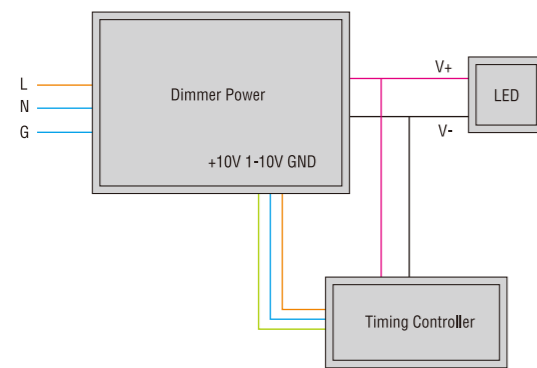 L
N
G
Dimmer Power
+10V 1-10V GND
V+
V-
LED
Timing Controller